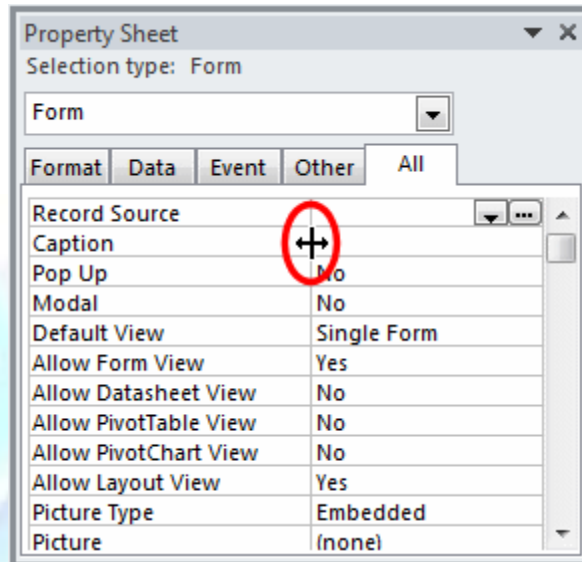 Property Sheet
Selection type: Form
Form
Format Data Event Other All
Record Source
Caption
Pop Up No
Modal No
Default View Single Form
Allow Form View Yes
Allow Datasheet View No
Allow PivotTable View No
Allow PivotChart View No
Allow Layout View Yes
Picture Type Embedded
Picture (none)